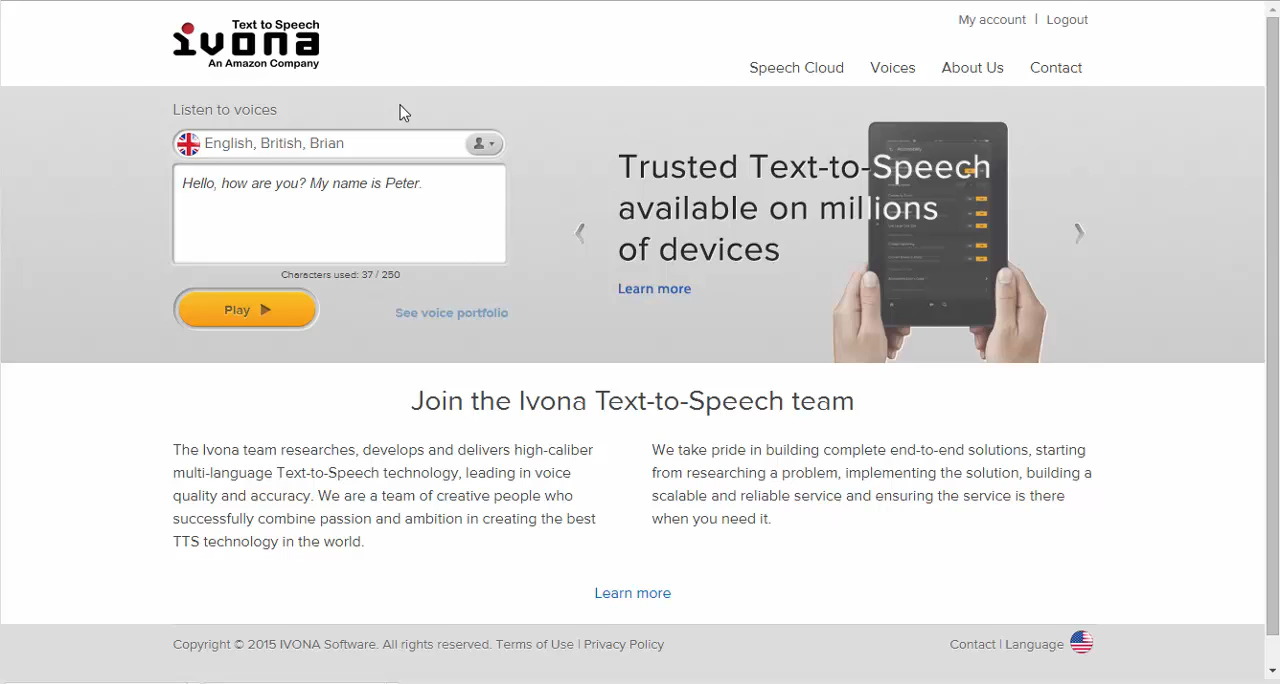 Text to Speech
ivona
An Amazon Company
My account | Logout
Speech Cloud Voices About Us Contact
Listen to voices
English, British, Brian
Hello, how are you? My name is Peter.
Characters used: 37 / 250
Play
See voice portfolio
Trusted Text-to-Speech
available on millions
of devices
Learn more
Join the Ivona Text-to-Speech team
The Ivona team researches, develops and delivers high-caliber
multi-language Text-to-Speech technology, leading in voice
quality and accuracy. We are a team of creative people who
successfully combine passion and ambition in creating the best
TTS technology in the world.
We take pride in building complete end-to-end solutions, starting
from researching a problem, implementing the solution, building a
scalable and reliable service and ensuring the service is there
when you need it.
Learn more
Copyright © 2015 IVONA Software. All rights reserved. Terms of Use | Privacy Policy
Contact | Language